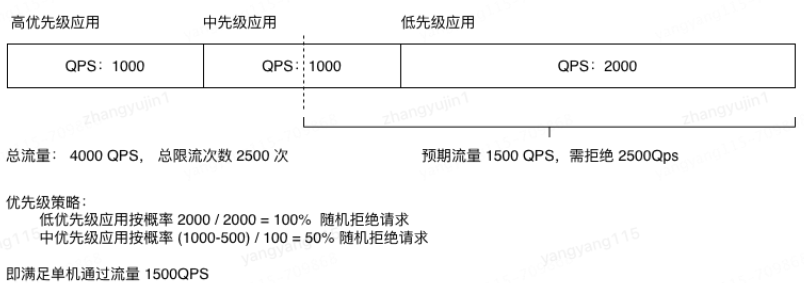 高优先级应用 中先级应用 低先级应用
QPS：1000 QPS：1000 QPS：2000
zhangyujin1 zhangyujin1 zhangyujin1
总流量： 4000 QPS， 总限流次数 2500 次 预期流量 1500 QPS，需拒绝 2500Qps
优先级策略：
低优先级应用按概率 2000 / 2000 = 100% 随机拒绝请求
中优先级应用按概率 (1000-500) / 100 = 50% 随机拒绝请求
yangyang115 yangyang115
即满足单机通过流量 1500QPS